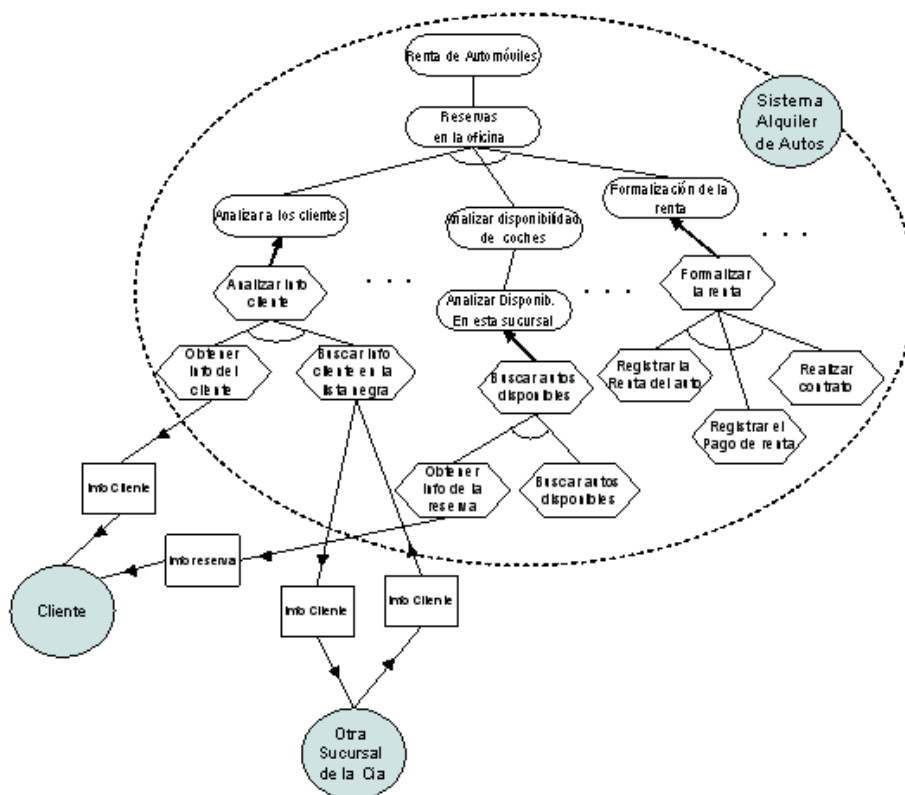 Renta de Automóviles
Sistema
Alquiler
de Autos
Reservas
en la oficina
Analizar a los clientes
Analizar disponibilidad
de coches
Formalización de la
renta
Analizar Info
cliente
Analizar Disponib.
En esta sucursal
Formalizar
la renta
Obtener
Info del
cliente
Buscar Info
cliente en la
lista negra
Buscar autos
disponibles
Registrar la
Renta del auto
Realizar
contrato
Registrar el
Pago de renta
Obtener
Info de la
reserva
Buscar autos
disponibles
Info Cliente
Info reserva
Info Cliente
Info Cliente
Cliente
Otra
Sucursal
de la Cía